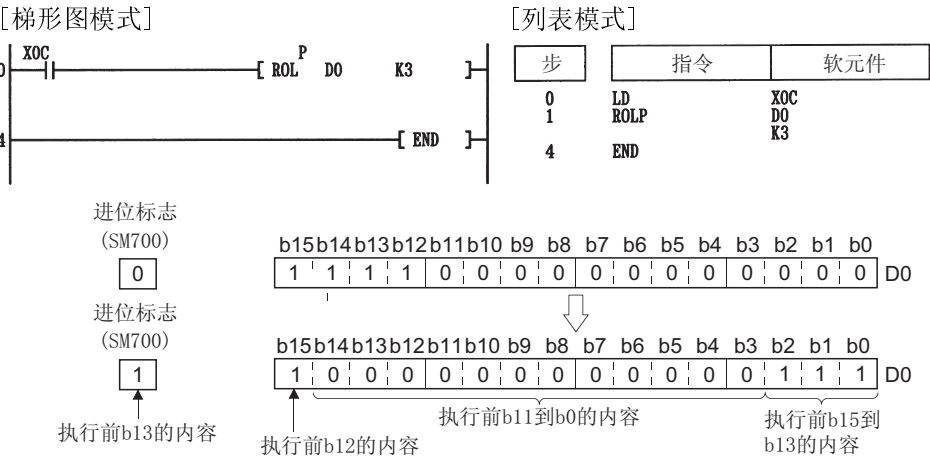 [梯形图模式]
[列表模式]
X0C
P
0
ROL D0 K3
4
END
步 指令 软元件
0 LD X0C
1 ROLP D0
K3
4 END
进位标志
(SM700)
b15 b14 b13 b12 b11 b10 b9 b8 b7 b6 b5 b4 b3 b2 b1 b0
0
1 1 1 1 0 0 0 0 0 0 0 0 0 0 0 0 D0
进位标志
(SM700)
b15 b14 b13 b12 b11 b10 b9 b8 b7 b6 b5 b4 b3 b2 b1 b0
1
1 0 0 0 0 0 0 0 0 0 0 0 0 1 1 1 D0
执行前b13的内容
执行前b12的内容
执行前b11到b0的内容
执行前b15到
b13的内容